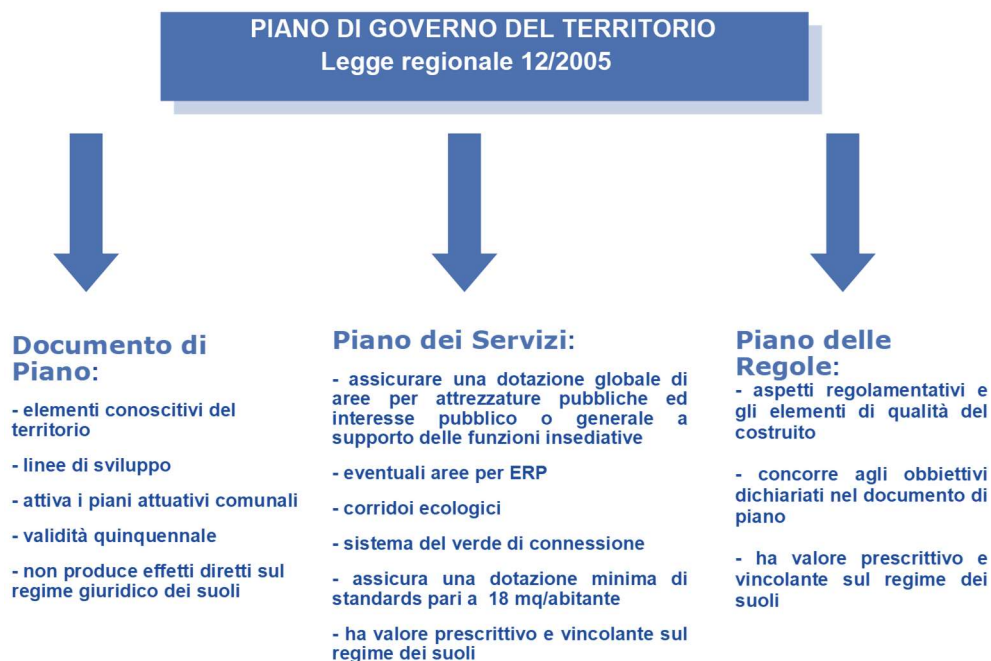 PIANO DI GOVERNO DEL TERRITORIO
Legge regionale 12/2005
Documento di
Piano:
- elementi conoscitivi del
territorio
- linee di sviluppo
- attiva i piani attuativi comunali
- validità quinquennale
- non produce effetti diretti sul
regime giuridico dei suoli
Piano dei Servizi:
- assicurare una dotazione globale di
aree per attrezzature pubbliche ed
interesse pubblico o generale a
supporto delle funzioni insediative
- eventuali aree per ERP
- corridoi ecologici
- sistema del verde di connessione
- assicura una dotazione minima di
standards pari a 18 mq/abitante
- ha valore prescrittivo e vincolante sul
regime dei suoli
Piano delle
Regole:
- aspetti regolamentativi e
gli elementi di qualità del
costruito
- concorre agli obbiettivi
dichiariati nel documento di
piano
- ha valore prescrittivo e
vincolante sul regime dei
suoli